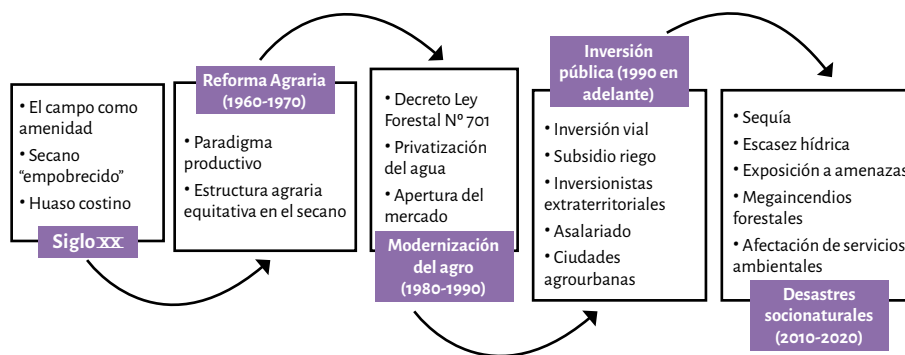 • El campo como
amenidad
• Secano
“empobrecido”
• Huaso costino
Siglo XX
Reforma Agraria
(1960-1970)
• Paradigma
productivo
• Estructura agraria
equitativa en el secano
• Decreto Ley
Forestal Nº 701
• Privatización
del agua
• Apertura del
mercado
Modernización
del agro
(1980-1990)
Inversión
pública (1990 en
adelante)
• Inversión vial
• Subsidio riego
• Inversionistas
extraterritoriales
• Asalariado
• Ciudades
agrourbanas
• Sequía
• Escasez hídrica
• Exposición a amenazas
• Megaincendios
forestales
• Afectación de servicios
ambientales
Desastres
socionaturales
(2010-2020)